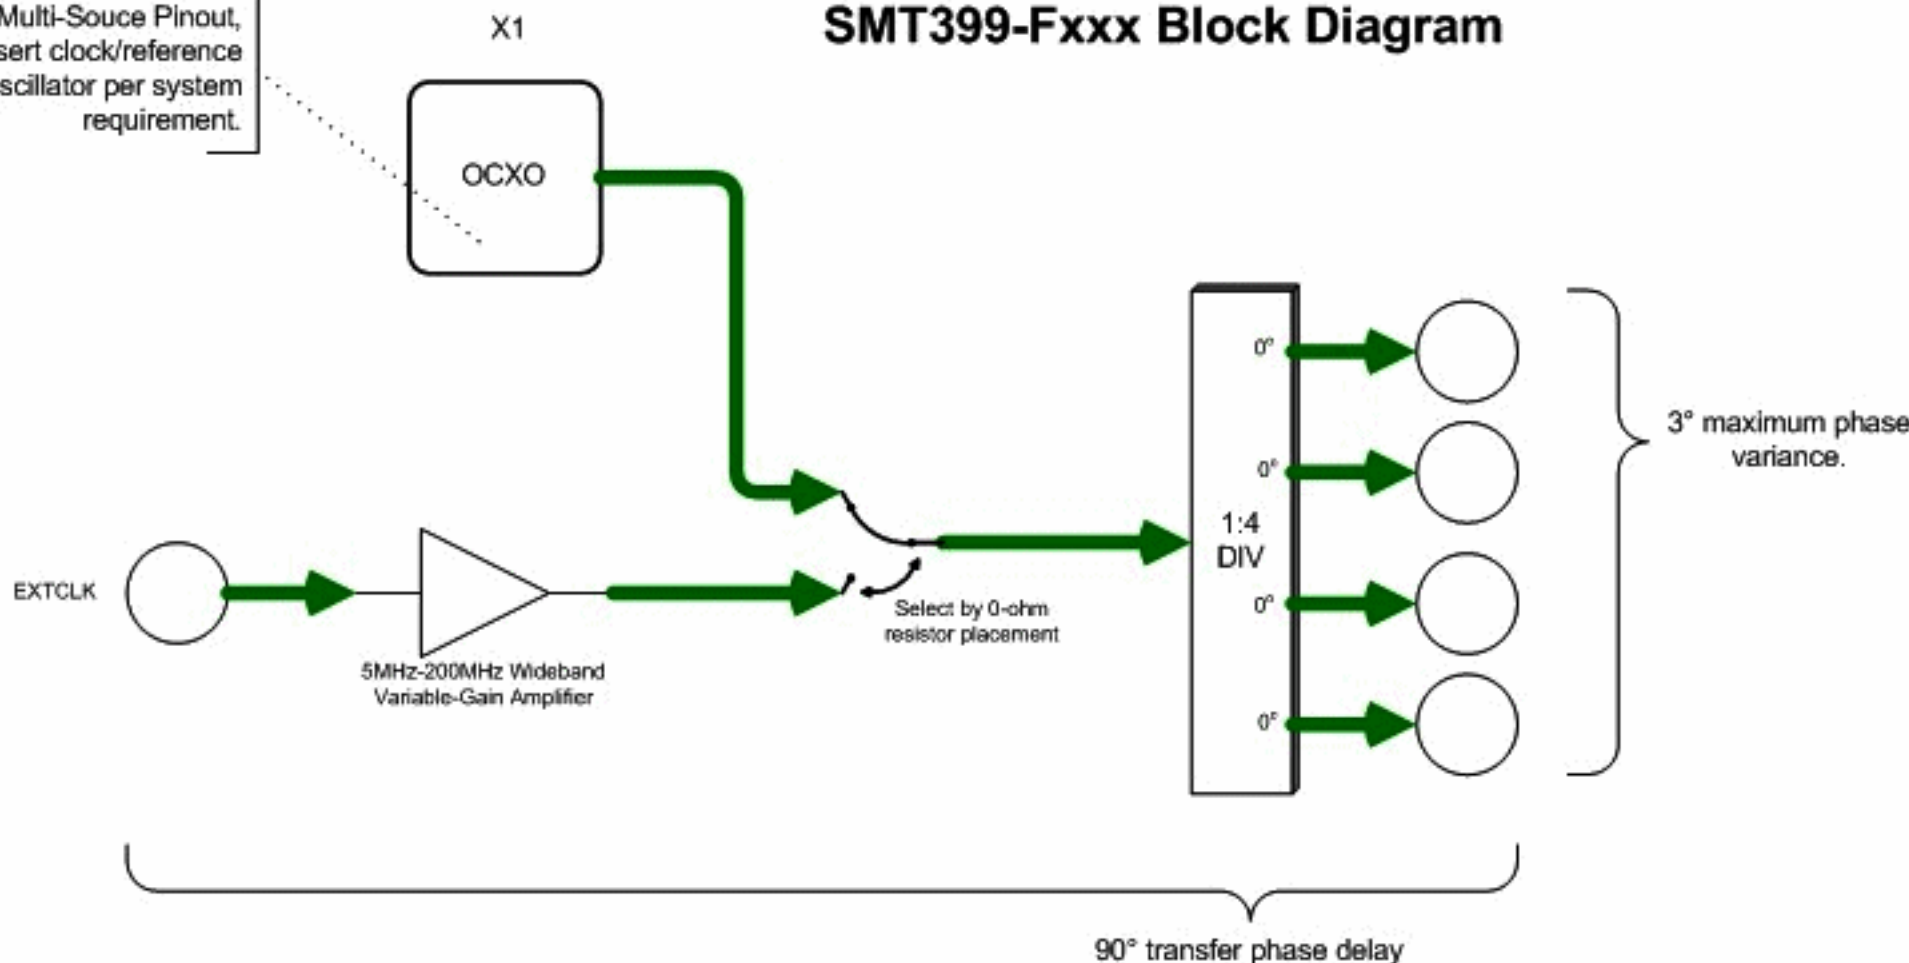 Multi-Souce Pinout,
sert clock/reference
scillator per system
requirement.
X1
SMT399-Fxxx Block Diagram
OCXO
0°
0°
1:4
DIV
0°
0°
3° maximum phase
variance.
EXTCLK
Select by 0-ohm
resistor placement
5MHz-200MHz Wideband
Variable-Gain Amplifier
90° transfer phase delay